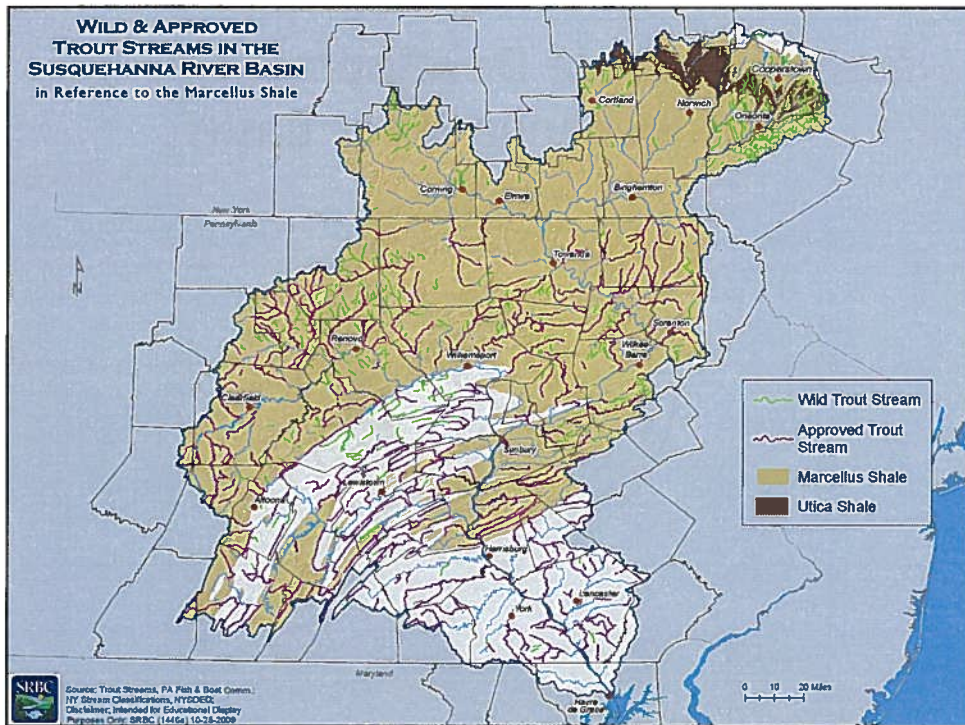 WILD & APPROVED
TROUT STREAMS IN THE
SUSQUEHANNA RIVER BASIN
in Reference to the Marcellus Shale
Cooperstown
Cortland
Norwich
Oneonta
Corning
Elmira
Binghamton
New York
Pennsylvania
Towanda
Scranton
Renovo
Wilkes-
Barre
Williamsport
Clearfield
Wild Trout Stream
Approved Trout
Stream
Sunbury
Marcellus Shale
Lewistown
Altoona
Utica Shale
Harrisburg
Lancaster
York
Maryland
Havre
de Grace
0 10 20 Miles
SRBC
Source: Trout Streams, PA Fish & Boat Comm.;
NY Stream Classifications, NYSDEC;
Disclaimer: Intended for Educational Display
Purposes Only: SRBC (1446a) 10-28-2009